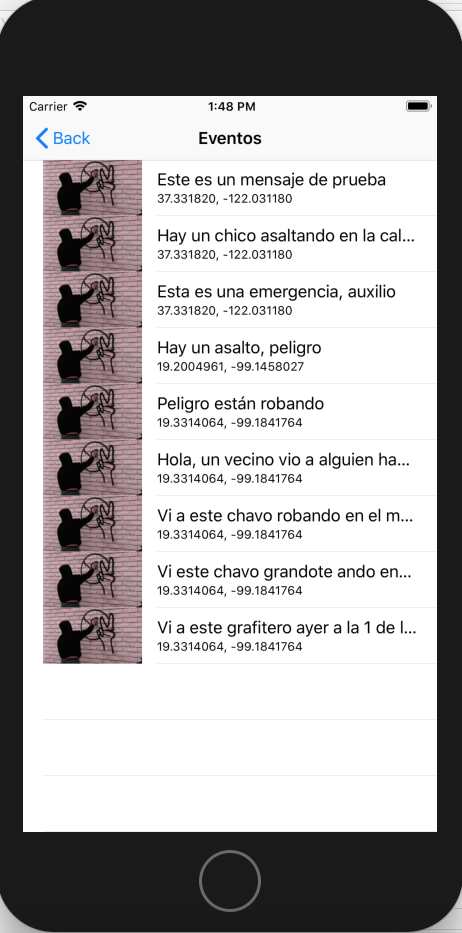 Carrier 1:48 PM
Back Eventos
Este es un mensaje de prueba
37.331820, -122.031180
Hay un chico asaltando en la cal...
37.331820, -122.031180
Esta es una emergencia, auxilio
37.331820, -122.031180
Hay un asalto, peligro
19.2004961, -99.1458027
Peligro están robando
19.3314064, -99.1841764
Hola, un vecino vio a alguien ha...
19.3314064, -99.1841764
Vi a este chavo robando en el m...
19.3314064, -99.1841764
Vi este chavo grandote ando en...
19.3314064, -99.1841764
Vi a este grafitero ayer a la 1 de l...
19.3314064, -99.1841764